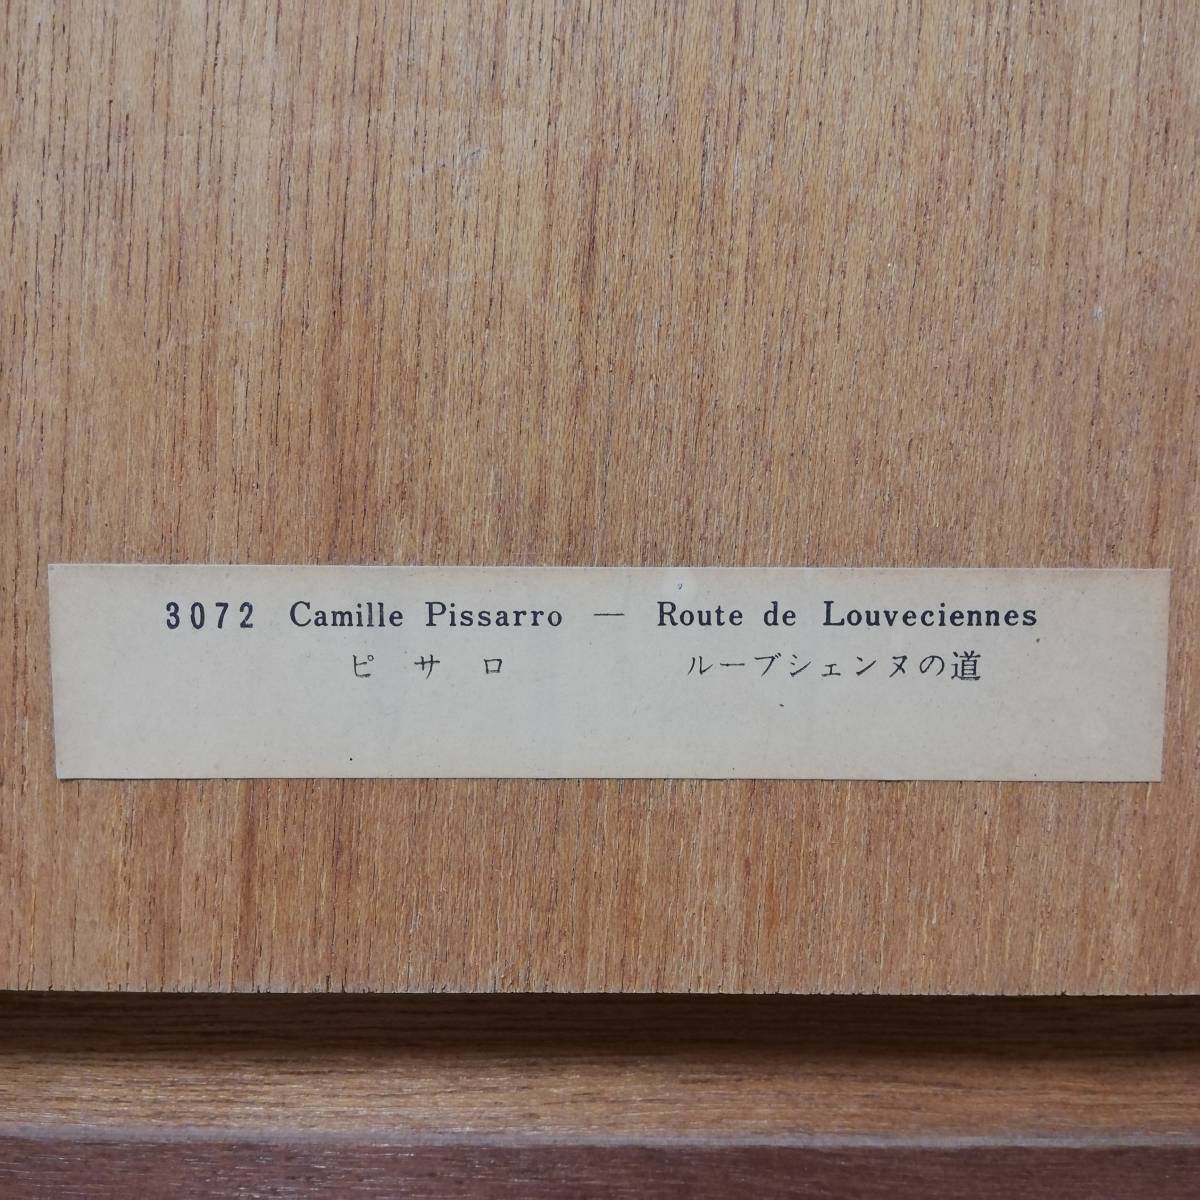 3072 Camille Pissarro — Route de Louveciennes
ピサロ ルーブシェンヌの道